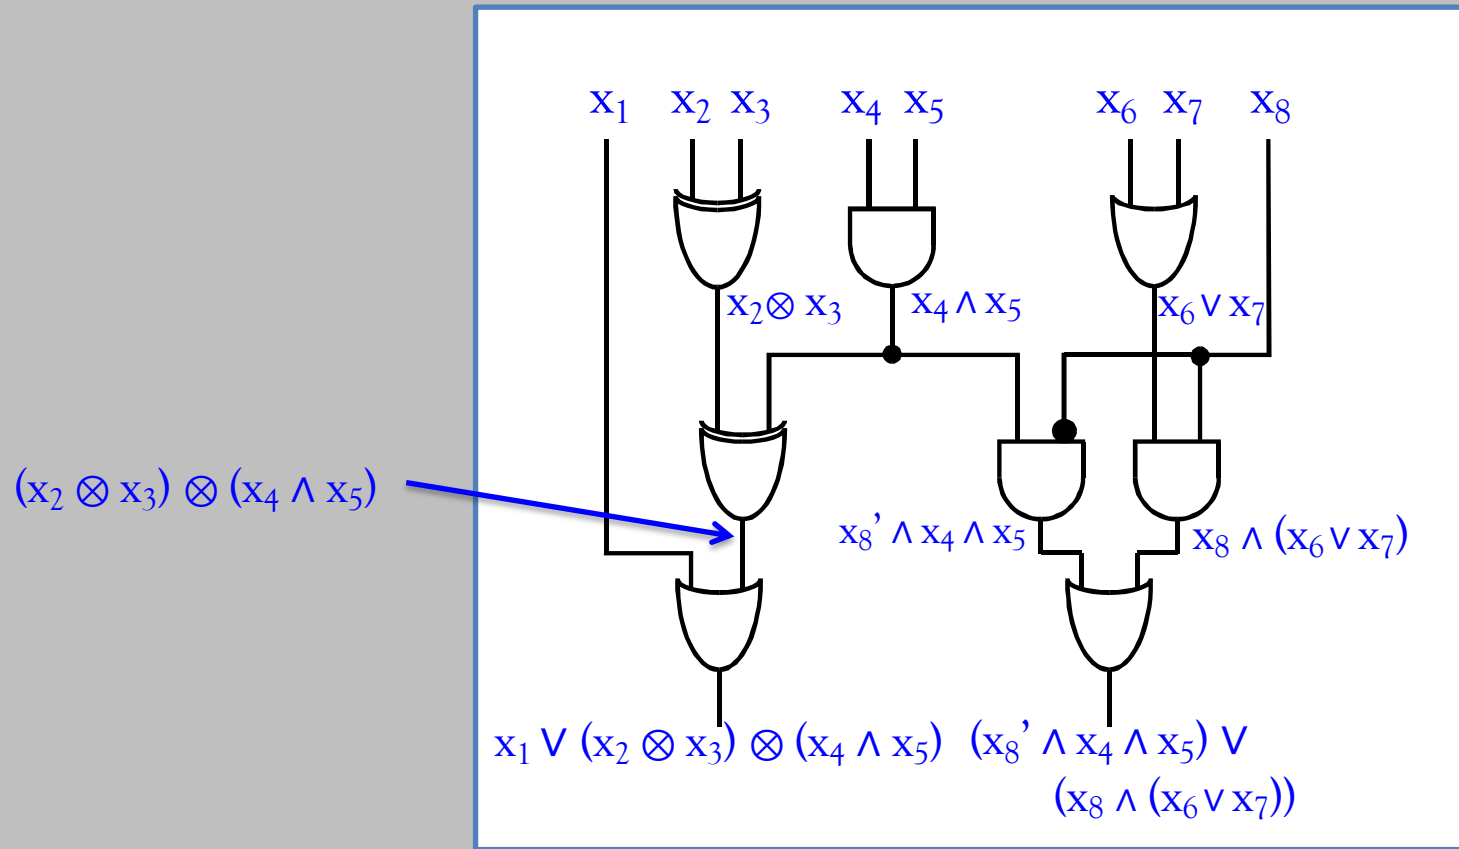 x₁ x₂ x₃ x₄ x₅ x₆ x₇ x₈
x₂⊗ x₃ x₄ ∧ x₅ x₆ ∨ x₇
(x₂ ⊗ x₃) ⊗ (x₄ ∧ x₅)
x₈’ ∧ x₄ ∧ x₅ x₈ ∧ (x₆ ∨ x₇)
x₁ ∨ (x₂ ⊗ x₃) ⊗ (x₄ ∧ x₅) (x₈’ ∧ x₄ ∧ x₅) ∨
(x₈ ∧ (x₆ ∨ x₇))